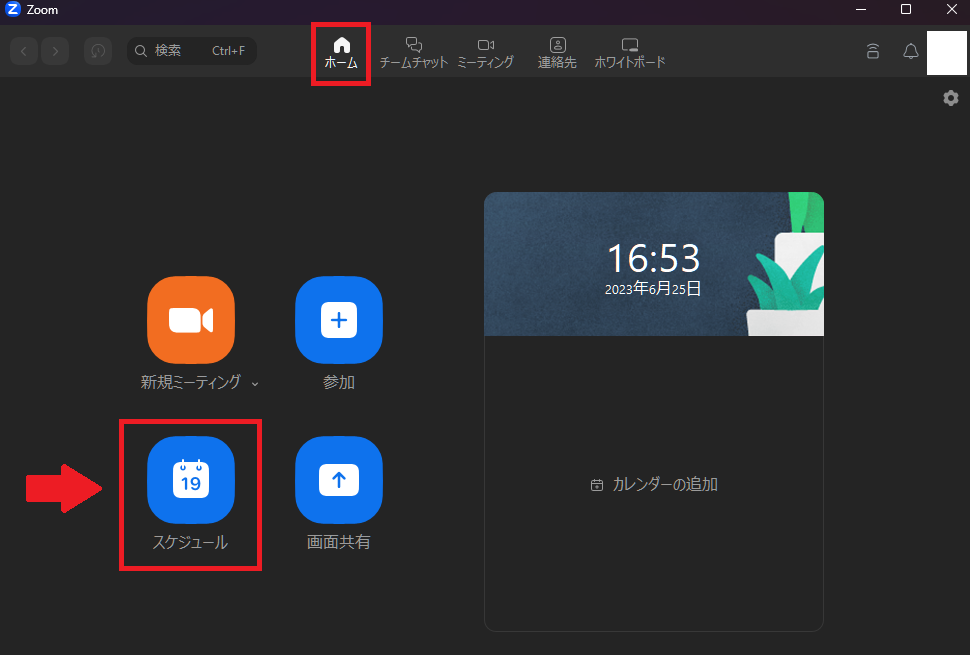 Zoom
検索 Ctrl+F
ホーム
チームチャット
ミーティング
連絡先
ホワイトボード
16:53
2023年6月25日
新規ミーティング
参加
19
スケジュール
画面共有
カレンダーの追加